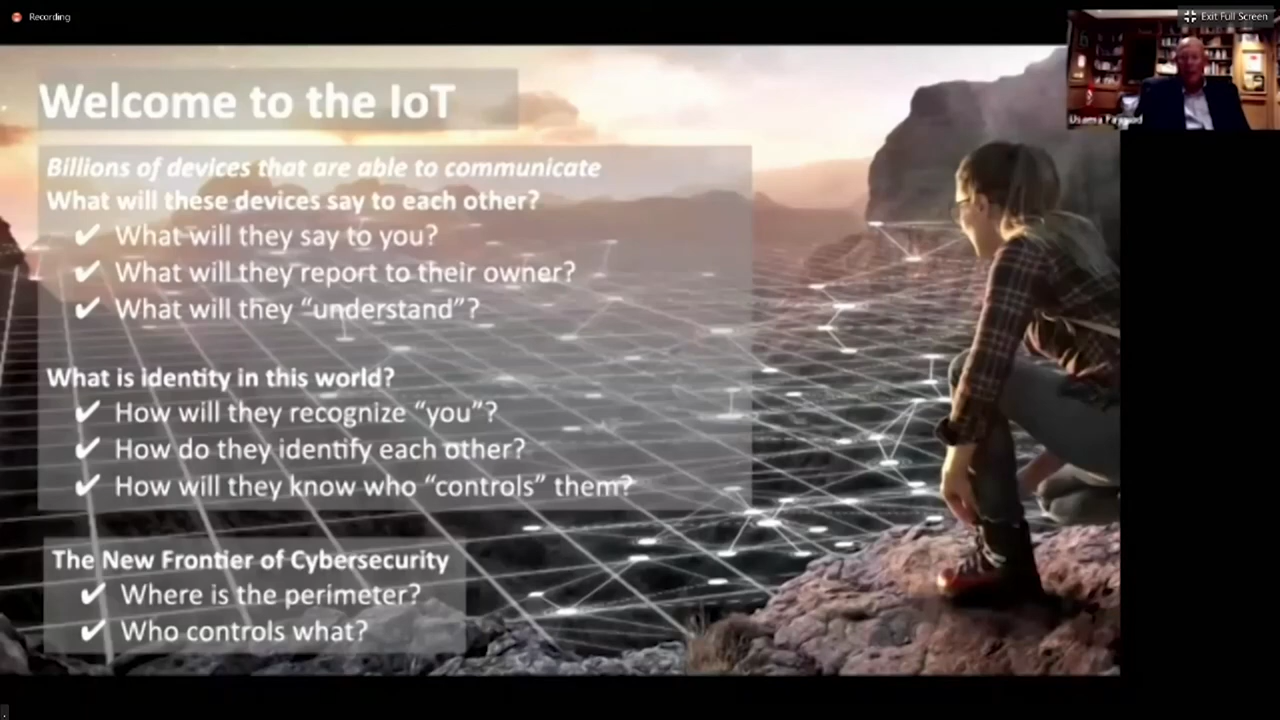 Recording
Exit Full Screen
Welcome to the IoT
Billions of devices that are able to communicate
What will these devices say to each other?
✔ What will they say to you?
✔ What will they report to their owner?
✔ What will they “understand”?
What is identity in this world?
✔ How will they recognize “you”?
✔ How do they identify each other?
✔ How will they know who “controls” them?
The New Frontier of Cybersecurity
✔ Where is the perimeter?
✔ Who controls what?
Usama